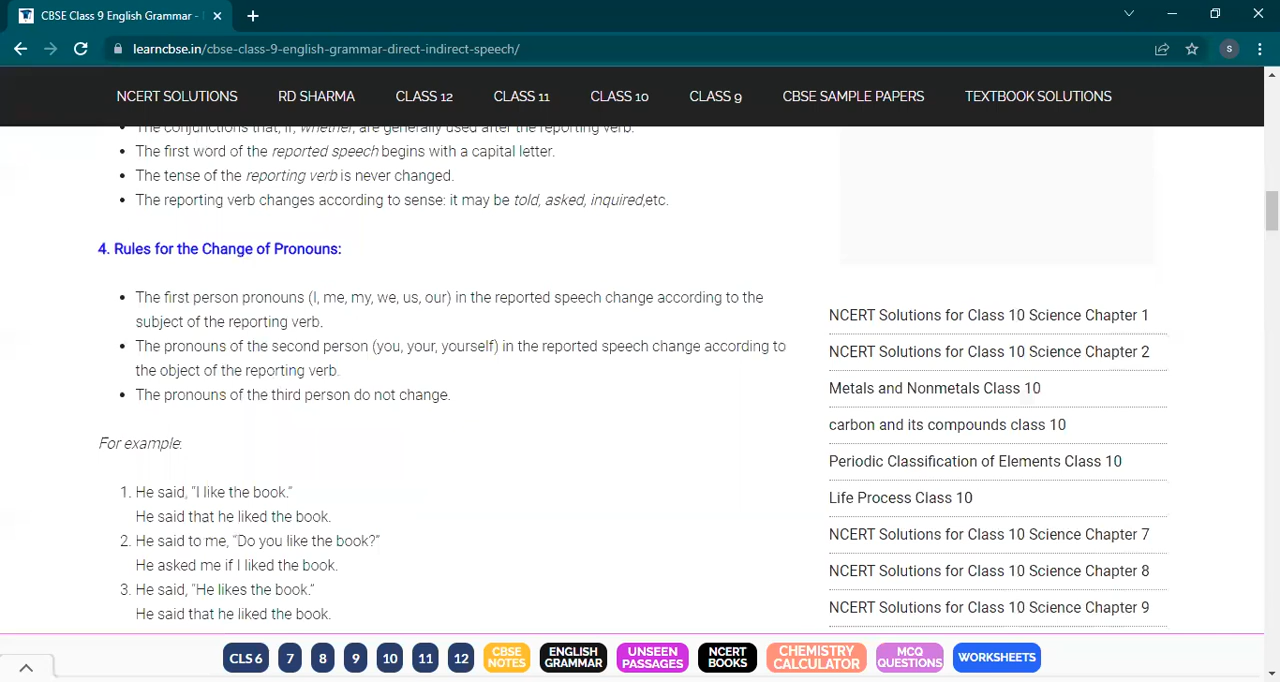 CBSE Class 9 English Grammar -
learncbse.in/cbse-class-9-english-grammar-direct-indirect-speech/
S
NCERT SOLUTIONS RD SHARMA CLASS 12 CLASS 11 CLASS 10 CLASS 9 CBSE SAMPLE PAPERS TEXTBOOK SOLUTIONS
• The conjunctions that, if, whether, are generally used after the reporting verb.
• The first word of the reported speech begins with a capital letter.
• The tense of the reporting verb is never changed.
• The reporting verb changes according to sense: it may be told, asked, inquired,etc.
4. Rules for the Change of Pronouns:
• The first person pronouns (I, me, my, we, us, our) in the reported speech change according to the
subject of the reporting verb.
• The pronouns of the second person (you, your, yourself) in the reported speech change according to
the object of the reporting verb.
• The pronouns of the third person do not change.
For example:
1. He said, “I like the book.”
He said that he liked the book.
2. He said to me, “Do you like the book?”
He asked me if I liked the book.
3. He said, “He likes the book.”
He said that he liked the book.
NCERT Solutions for Class 10 Science Chapter 1
NCERT Solutions for Class 10 Science Chapter 2
Metals and Nonmetals Class 10
carbon and its compounds class 10
Periodic Classification of Elements Class 10
Life Process Class 10
NCERT Solutions for Class 10 Science Chapter 7
NCERT Solutions for Class 10 Science Chapter 8
NCERT Solutions for Class 10 Science Chapter 9
CLS 6 7 8 9 10 11 12
CBSE
NOTES
ENGLISH
GRAMMAR
UNSEEN
PASSAGES
NCERT
BOOKS
CHEMISTRY
CALCULATOR
MCQ
QUESTIONS
WORKSHEETS